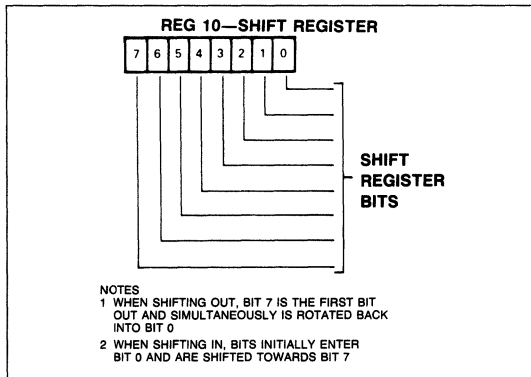 REG 10—SHIFT REGISTER
7 6 5 4 3 2 1 0
SHIFT
REGISTER
BITS
NOTES
1 WHEN SHIFTING OUT, BIT 7 IS THE FIRST BIT
OUT AND SIMULTANEOUSLY IS ROTATED BACK
INTO BIT 0
2 WHEN SHIFTING IN, BITS INITIALLY ENTER
BIT 0 AND ARE SHIFTED TOWARDS BIT 7